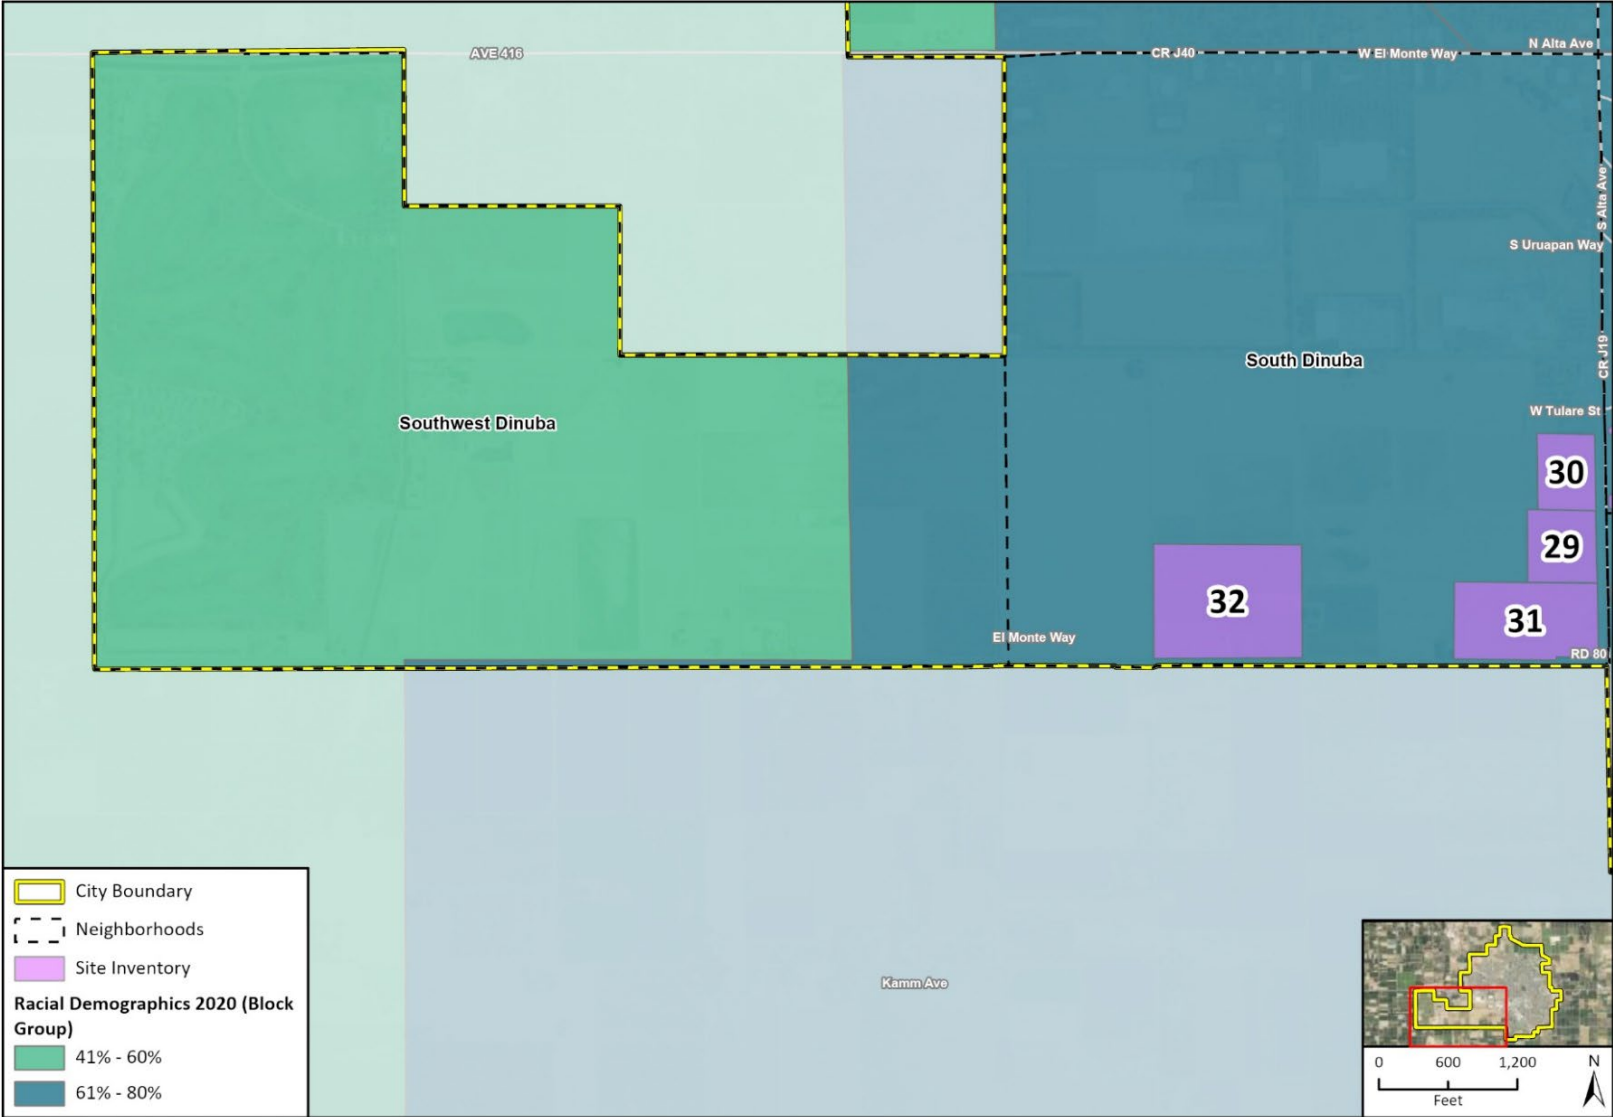 AVE 416
CR J40
W El Monte Way
N Alta Ave
S Alta Ave
S Uruapan Way
CR J19
South Dinuba
W Tulare St
Southwest Dinuba
30
29
32
31
El Monte Way
RD 80
Kamm Ave
City Boundary
Neighborhoods
Site Inventory
Racial Demographics 2020 (Block
Group)
41% - 60%
61% - 80%
0 600 1,200
Feet
N